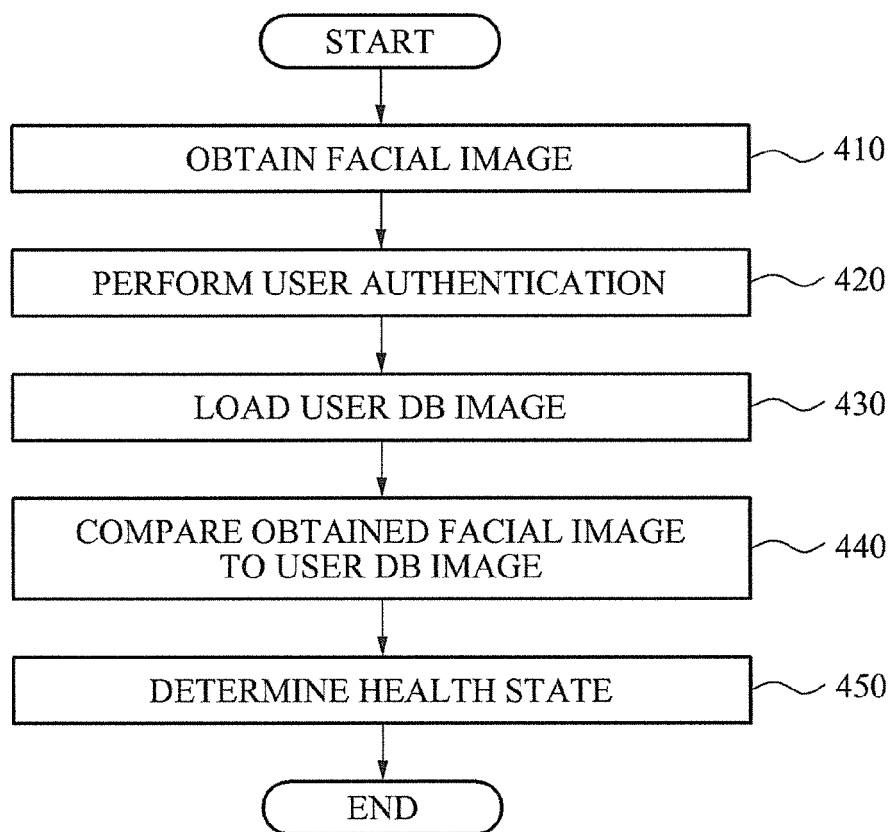 START
OBTAIN FACIAL IMAGE
410
PERFORM USER AUTHENTICATION
420
LOAD USER DB IMAGE
430
COMPARE OBTAINED FACIAL IMAGE
TO USER DB IMAGE
440
DETERMINE HEALTH STATE
450
END